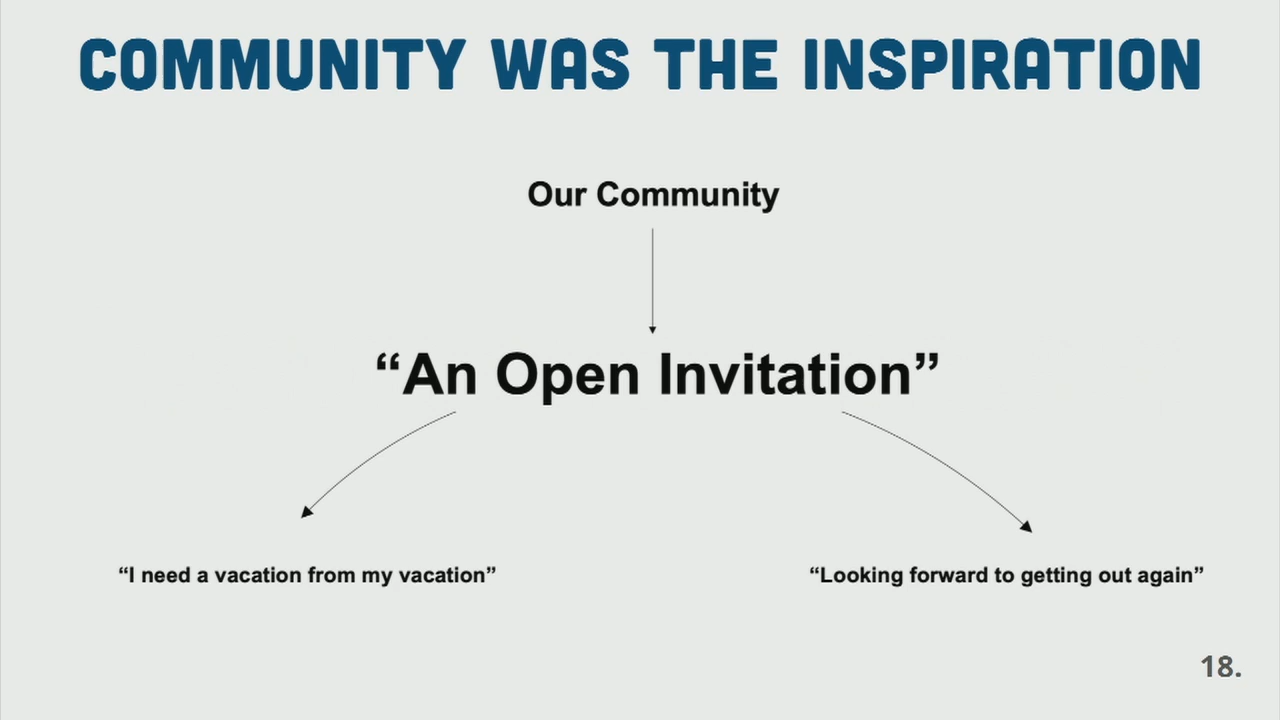 COMMUNITY WAS THE INSPIRATION
Our Community
“An Open Invitation”
“I need a vacation from my vacation”
“Looking forward to getting out again”
18.